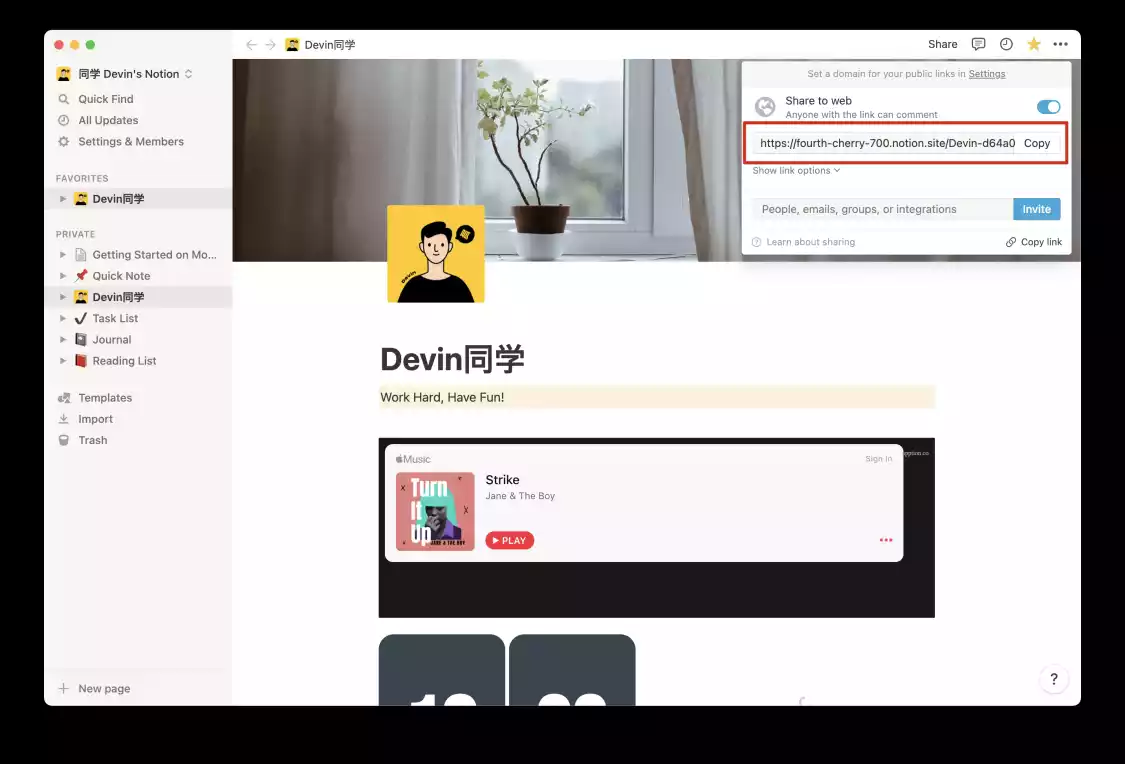 Devin同学
Share
同学 Devin's Notion
Quick Find
All Updates
Settings & Members
FAVORITES
Devin同学
PRIVATE
Getting Started on Mo...
Quick Note
Devin同学
Task List
Journal
Reading List
Templates
Import
Trash
New page
Set a domain for your public links in Settings
Share to web
Anyone with the link can comment
https://fourth-cherry-700.notion.site/Devin-d64a0 Copy
Show link options
People, emails, groups, or integrations Invite
Learn about sharing Copy link
Devin
Devin同学
Work Hard, Have Fun!
Music Sign In
Turn
It
Up
JANE & THE BOY
Strike
Jane & The Boy
PLAY
?